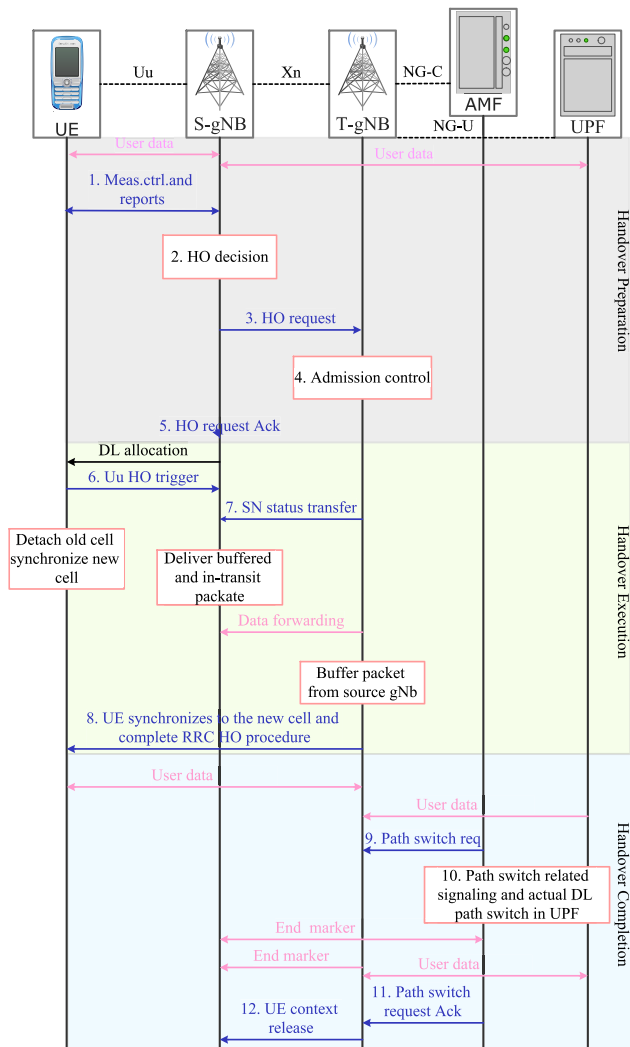 Uu
Xn
NG-C
AMF
UE
S-gNB
T-gNB
NG-U
UPF
User data
User data
1. Meas.ctrl.and
reports
2. HO decision
3. HO request
4. Admission control
5. HO request Ack
Handover Preparation
DL allocation
6. Uu HO trigger
7. SN status transfer
Detach old cell
synchronize new
cell
Deliver buffered
and in-transit
packate
Data forwarding
Buffer packet
from source gNb
8. UE synchronizes to the new cell and
complete RRC HO procedure
Handover Execution
User data
User data
9. Path switch req
10. Path switch related
signaling and actual DL
path switch in UPF
End marker
End marker
User data
11. Path switch
request Ack
12. UE context
release
Handover Completion